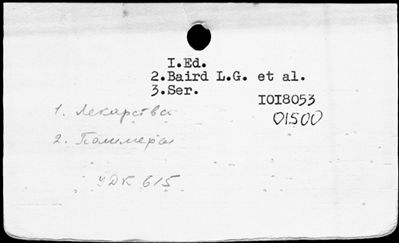 I.Ed.
2.Baird L.G. et al.
3.Ser.
IOI8053
01500
1. Лекарства
2. Полимеры
УДК 615